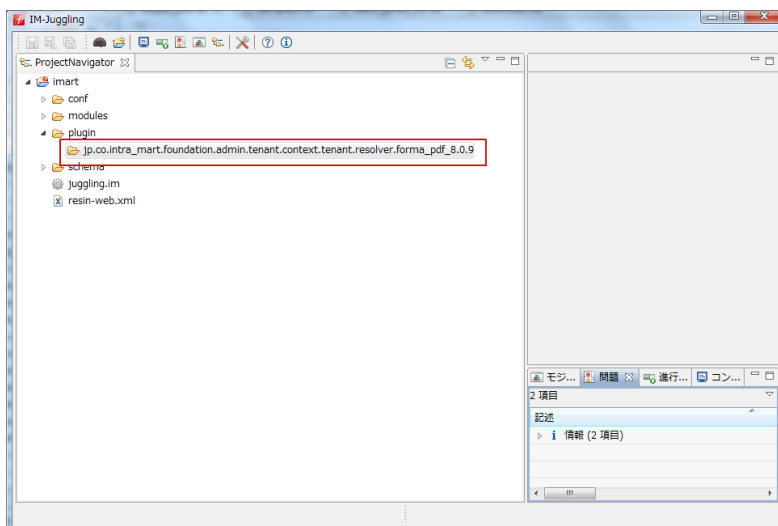 IM-Juggling
ProjectNavigator
imart
conf
modules
plugin
jp.co.intra_mart.foundation.admin.tenant.context.tenant.resolver.forma_pdf_8.0.9
schema
juggling.im
resin-web.xml
モジ... 問題 進行... コン...
2 項目
記述
情報 (2 項目)